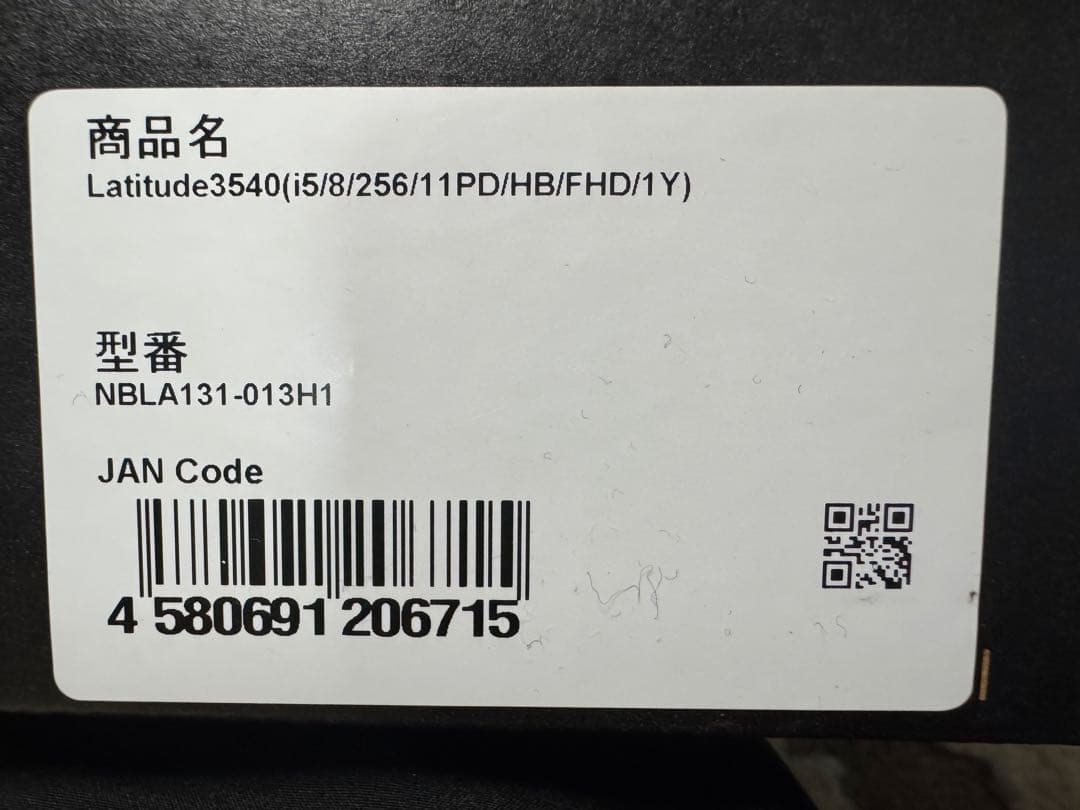 商品名
Latitude3540(i5/8/256/11PD/HB/FHD/1Y)
型番
NBLA131-013H1
JAN Code
4 580691 206715